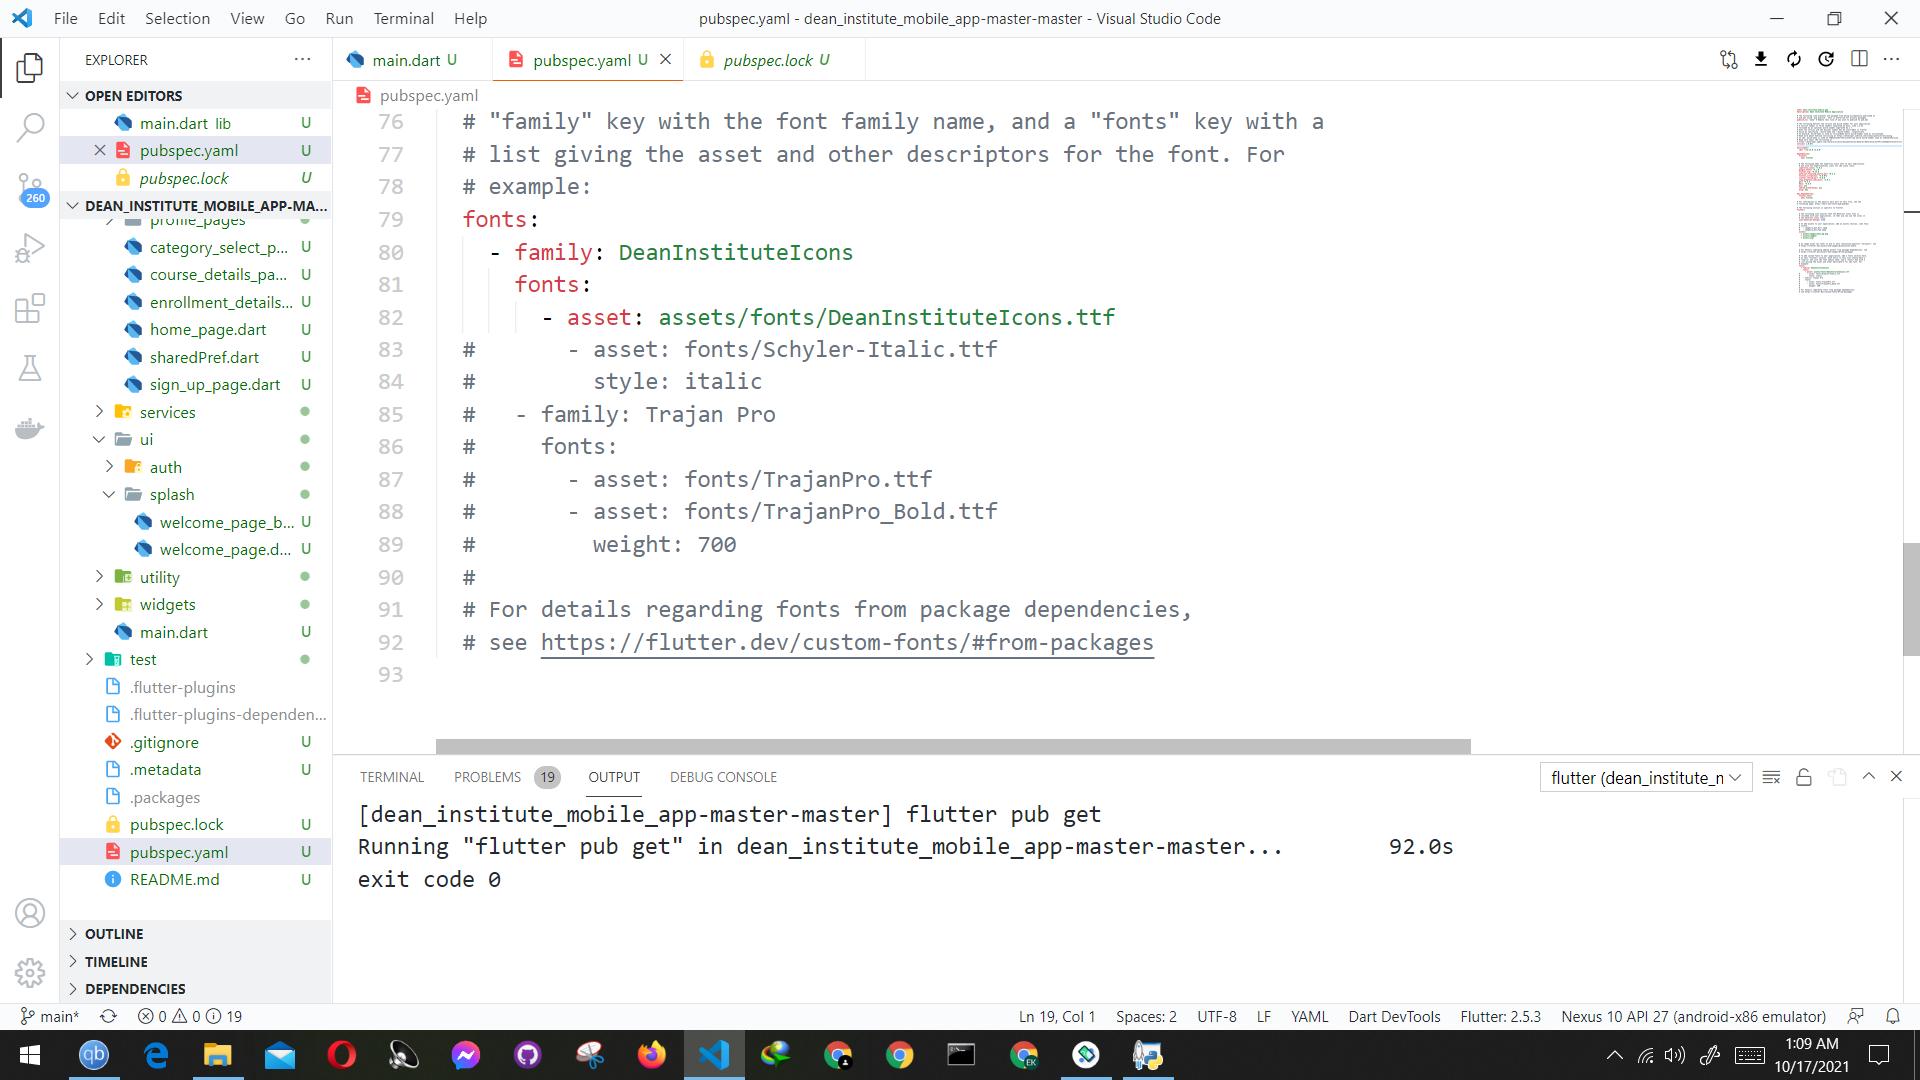 File Edit Selection View Go Run Terminal Help
pubspec.yaml - dean_institute_mobile_app-master-master - Visual Studio Code
EXPLORER
main.dart U
pubspec.yaml U
pubspec.lock U
OPEN EDITORS
main.dart lib U
pubspec.yaml U
pubspec.lock U
260
DEAN_INSTITUTE_MOBILE_APP-MA...
profile_pages
category_select_p... U
course_details_pa... U
enrollment_details... U
home_page.dart U
sharedPref.dart U
sign_up_page.dart U
services
ui
auth
splash
welcome_page_b... U
welcome_page.d... U
utility
widgets
main.dart U
test
.flutter-plugins
.flutter-plugins-dependen...
.gitignore U
.metadata U
.packages
pubspec.lock U
pubspec.yaml U
README.md U
OUTLINE
TIMELINE
DEPENDENCIES
pubspec.yaml
76 # "family" key with the font family name, and a "fonts" key with a
77 # list giving the asset and other descriptors for the font. For
78 # example:
79 fonts:
80 - family: DeanInstituteIcons
81 fonts:
82 - asset: assets/fonts/DeanInstituteIcons.ttf
83 # - asset: fonts/Schyler-Italic.ttf
84 # style: italic
85 # - family: Trajan Pro
86 # fonts:
87 # - asset: fonts/TrajanPro.ttf
88 # - asset: fonts/TrajanPro_Bold.ttf
89 # weight: 700
90 #
91 # For details regarding fonts from package dependencies,
92 # see https://flutter.dev/custom-fonts/#from-packages
93
TERMINAL PROBLEMS 19 OUTPUT DEBUG CONSOLE
flutter (dean_institute_n
[dean_institute_mobile_app-master-master] flutter pub get
Running "flutter pub get" in dean_institute_mobile_app-master-master... 92.0s
exit code 0
main* 0 0 19
Ln 19, Col 1 Spaces: 2 UTF-8 LF YAML Dart DevTools Flutter: 2.5.3 Nexus 10 API 27 (android-x86 emulator)
qb
EK
1:09 AM
10/17/2021